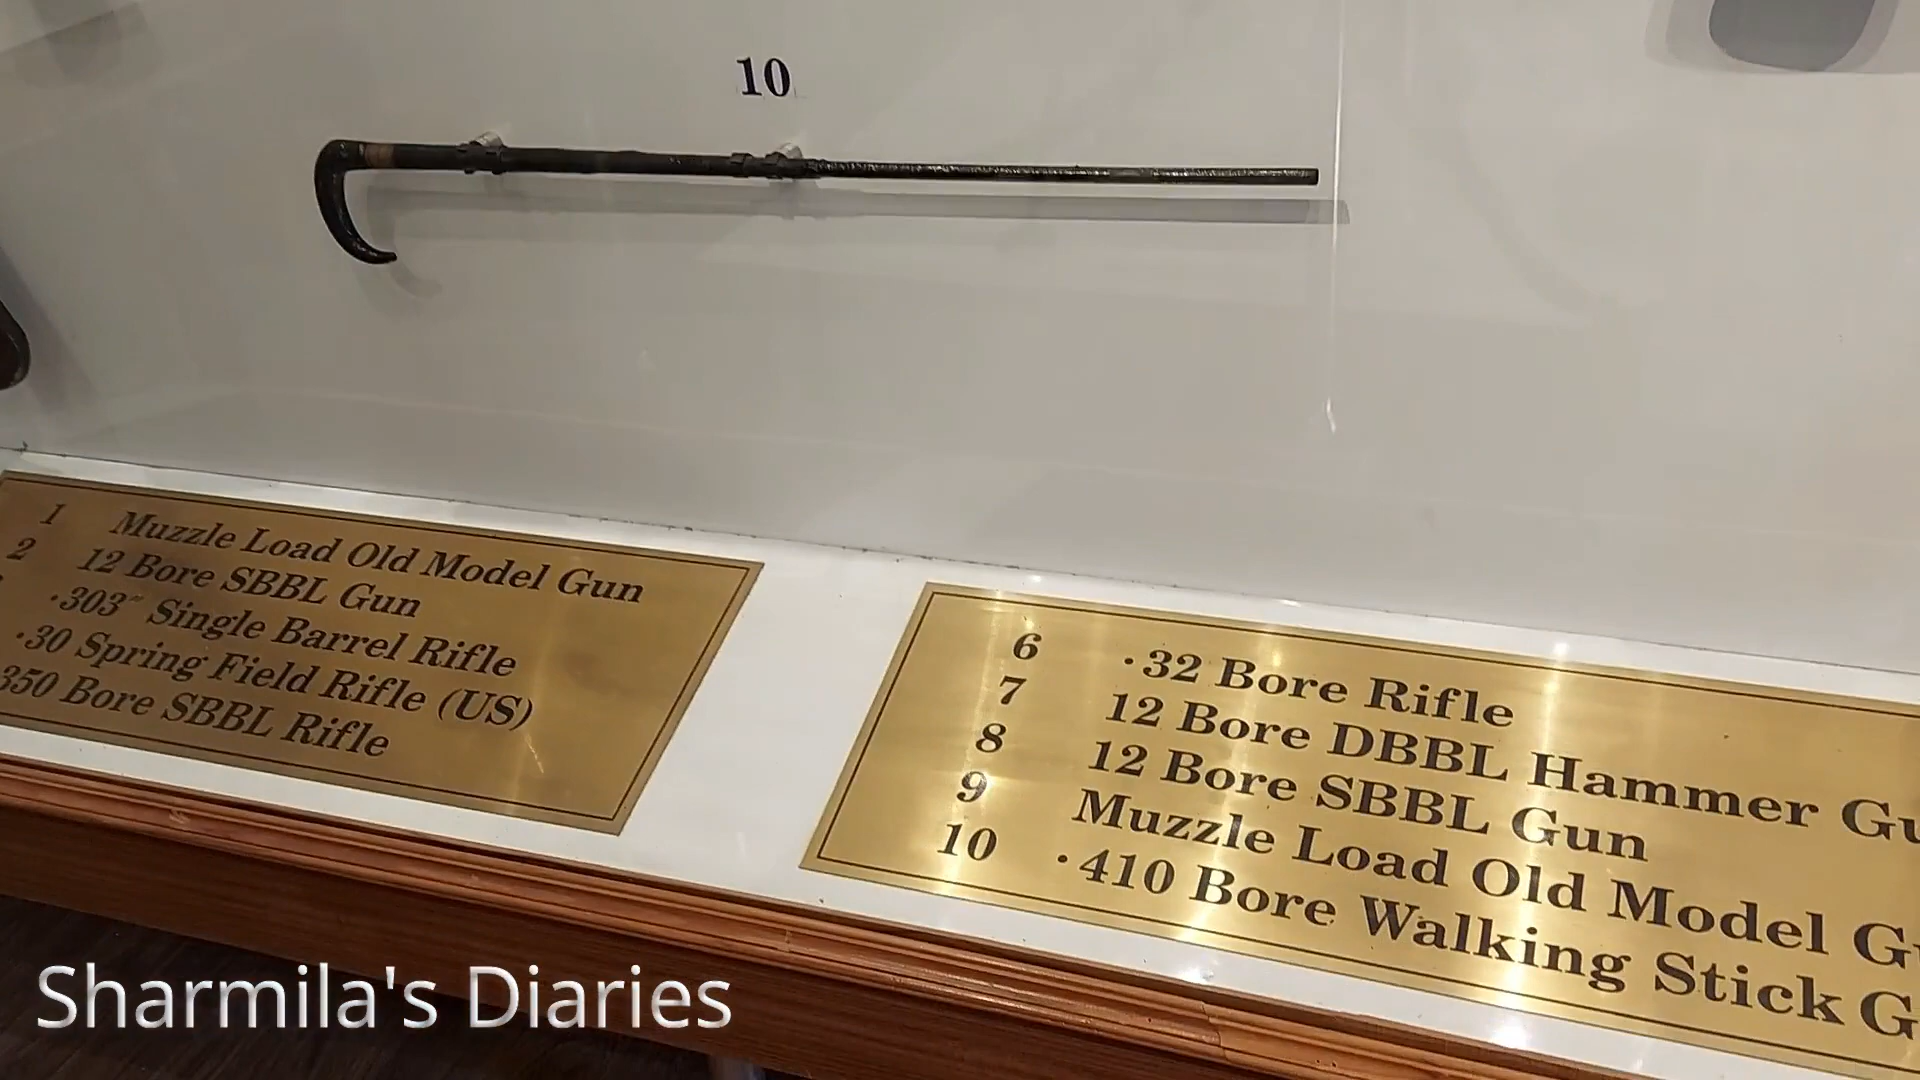 10
1 Muzzle Load Old Model Gun
2 12 Bore SBBL Gun
·303" Single Barrel Rifle
·30 Spring Field Rifle (US)
350 Bore SBBL Rifle
6 ·32 Bore Rifle
7 12 Bore DBBL Hammer
8 12 Bore SBBL Gun
9 Muzzle Load Old Model
10 ·410 Bore Walking Stick
Sharmila's Diaries